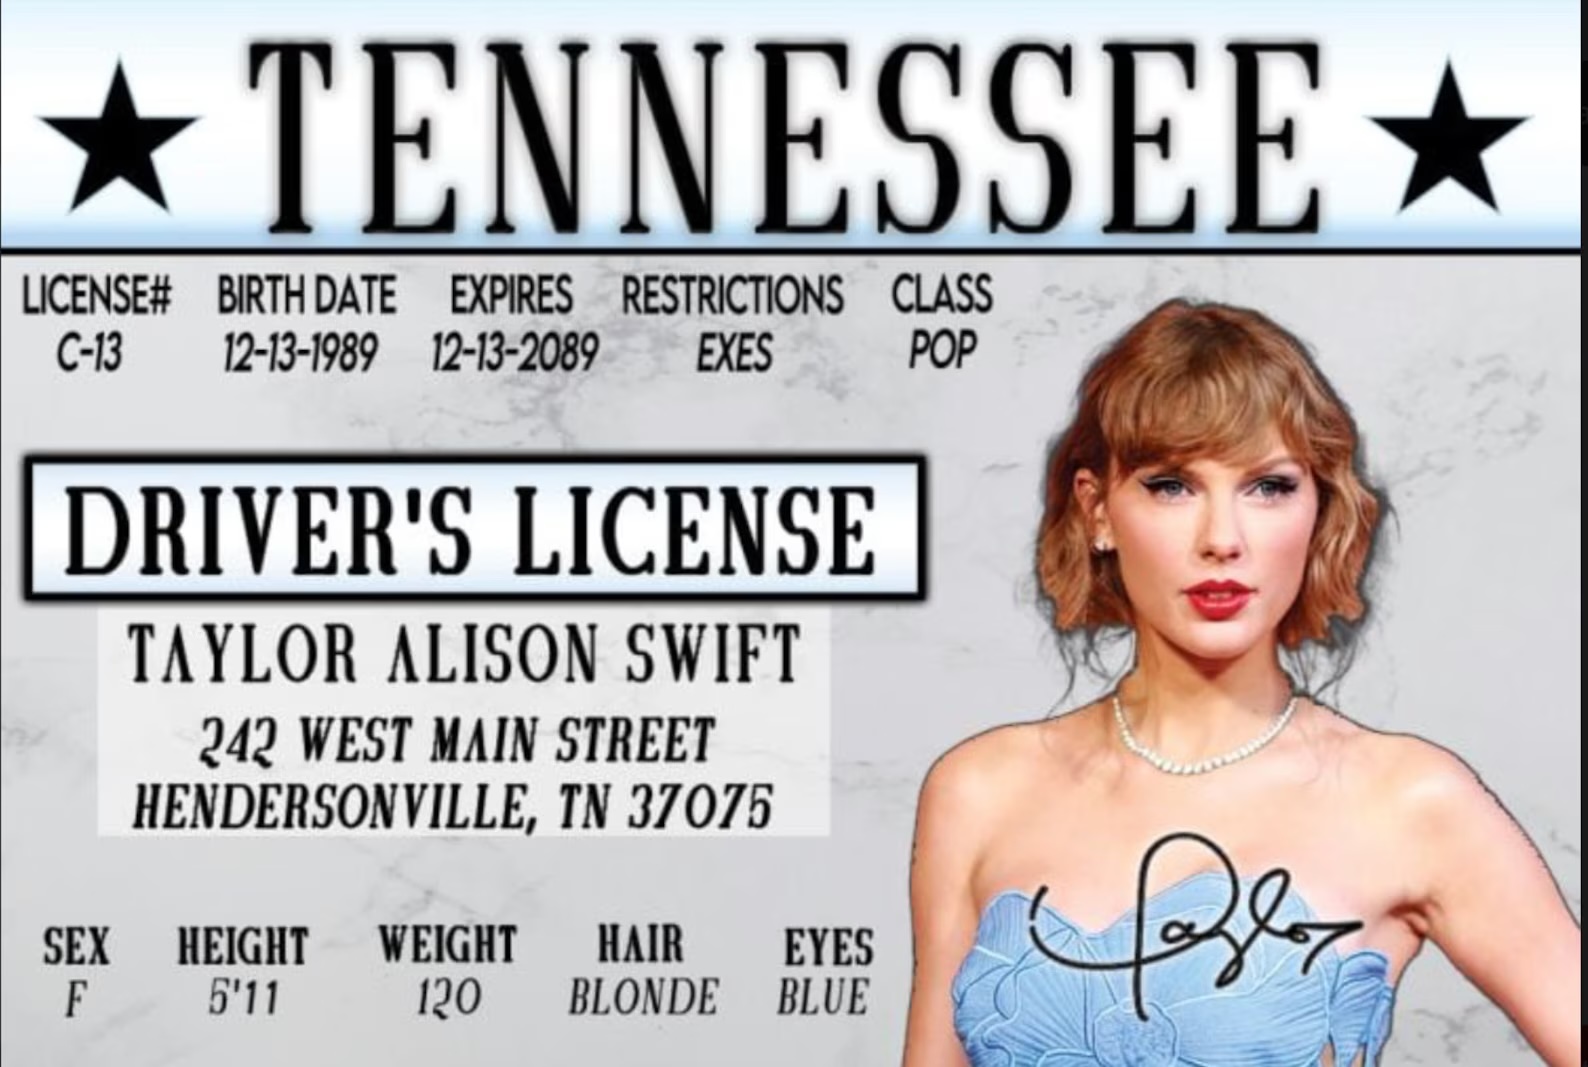 TENNESSEE
LICENSE# BIRTH DATE EXPIRES RESTRICTIONS CLASS
C-13 12-13-1989 12-13-2089 EXES POP
DRIVER'S LICENSE
TAYLOR ALISON SWIFT
242 WEST MAIN STREET
HENDERSONVILLE, TN 37075
SEX HEIGHT WEIGHT HAIR EYES
F 5'11 120 BLONDE BLUE
Taylor